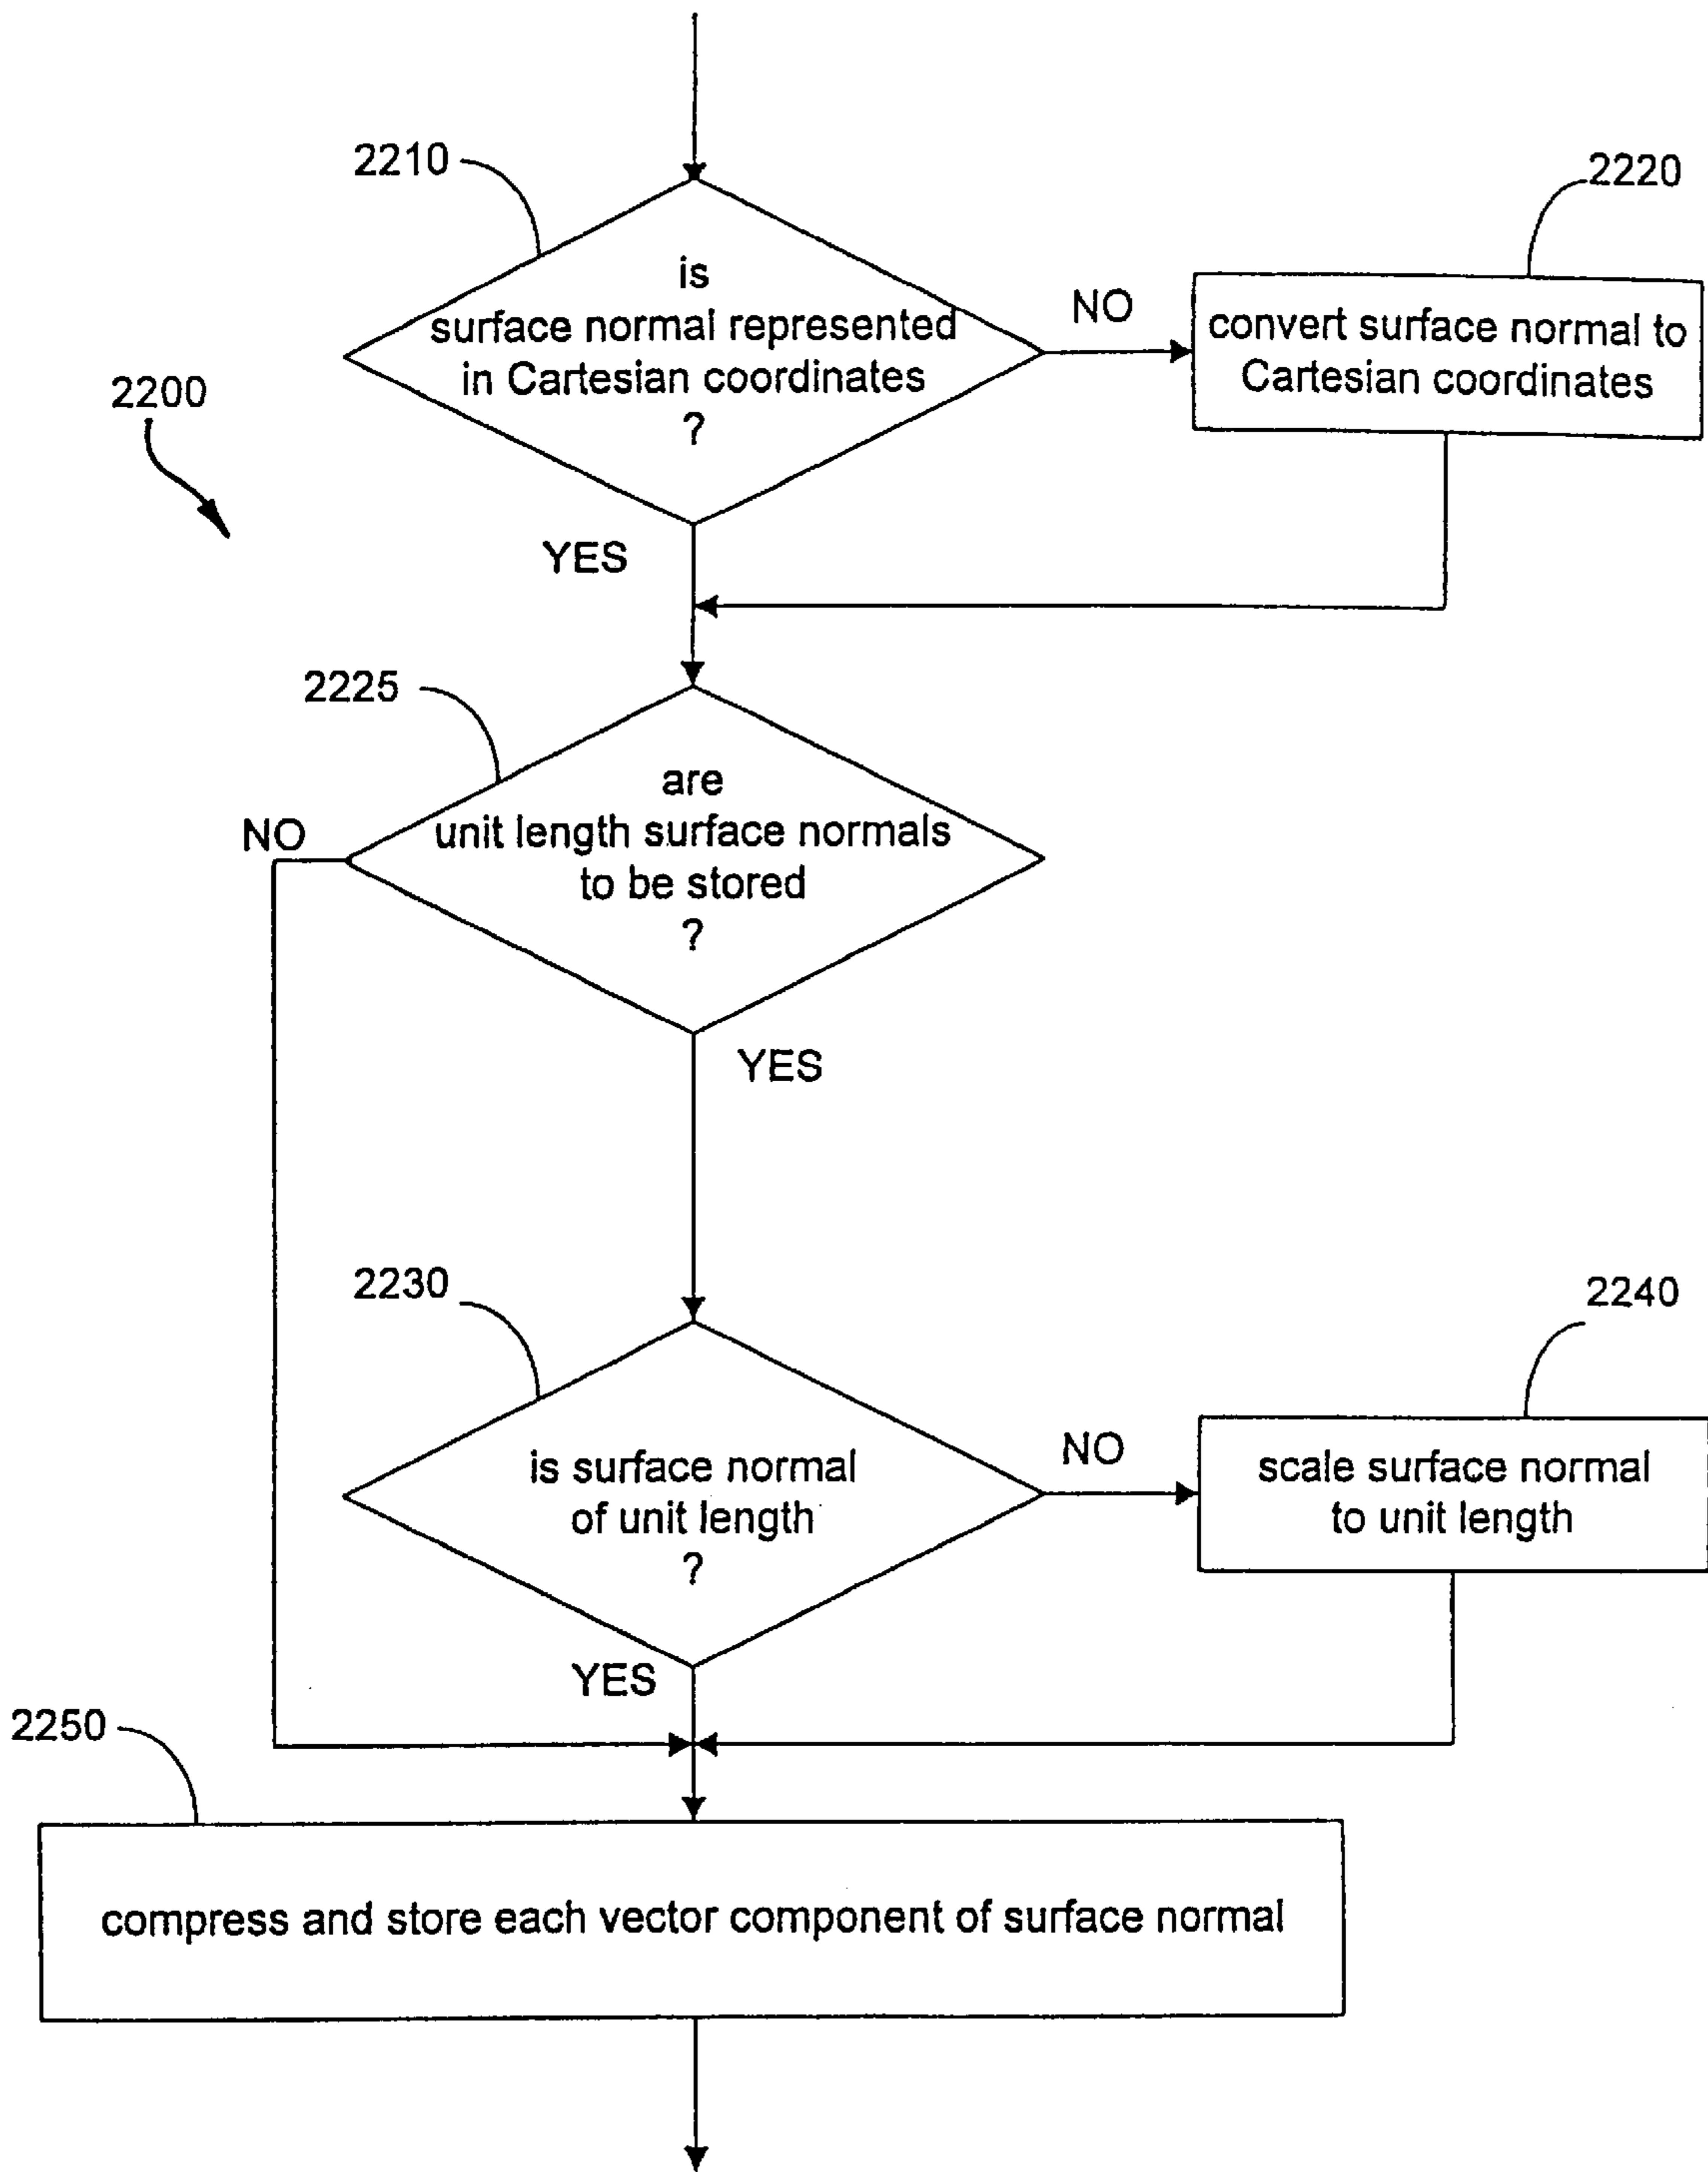 2210
2220
is
surface normal represented
in Cartesian coordinates
?
NO
convert surface normal to
Cartesian coordinates
2200
YES
2225
are
unit length surface normals
to be stored
?
NO
YES
2230
2240
is surface normal
of unit length
?
NO
scale surface normal
to unit length
YES
2250
compress and store each vector component of surface normal